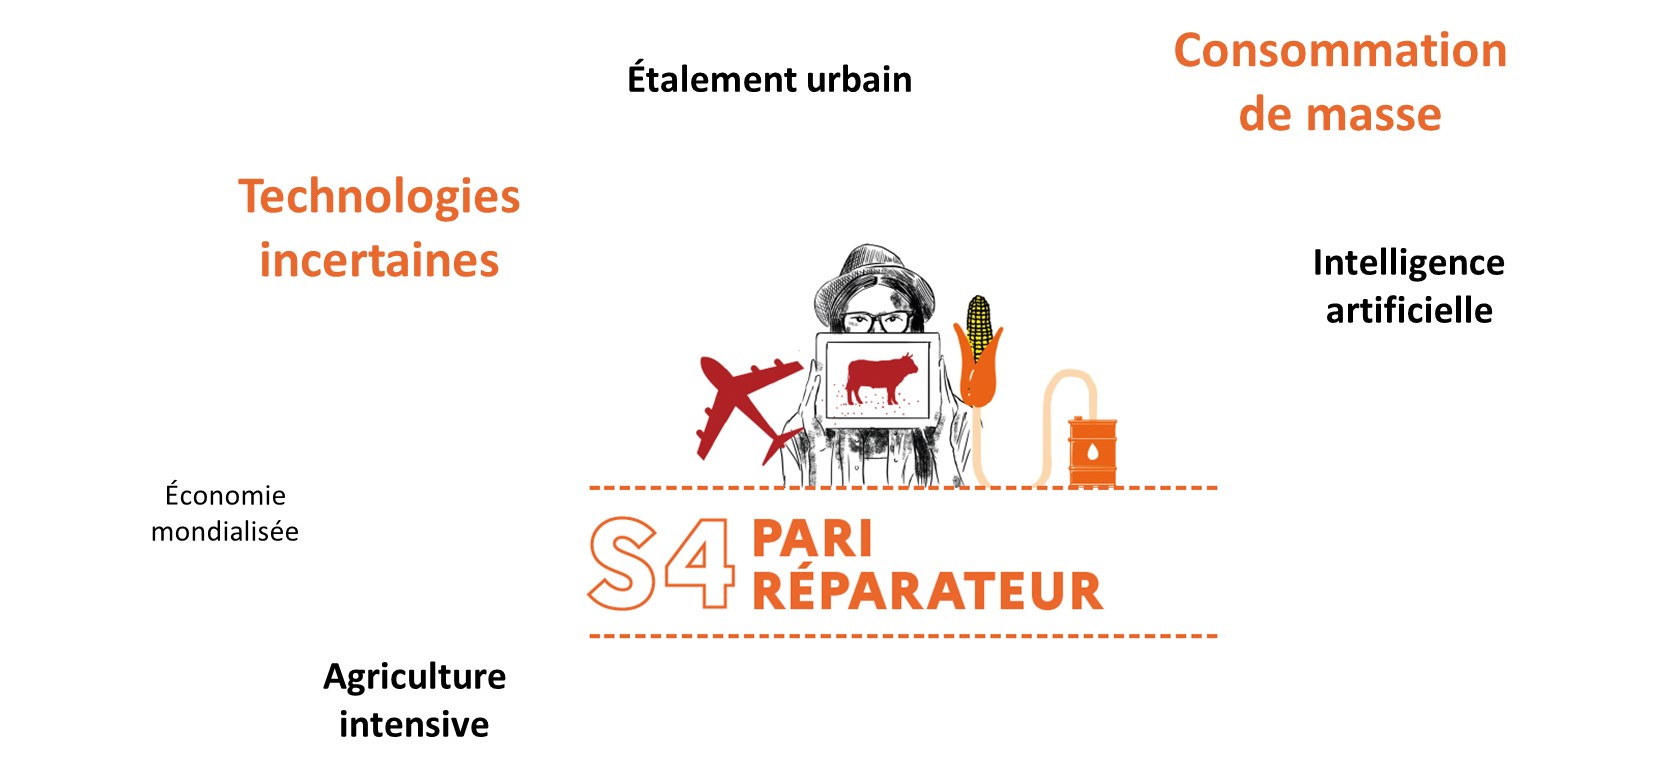 Consommation
de masse
Étalement urbain
Technologies
incertaines
Intelligence
artificielle
Économie
mondialisée
S4 PARI
RÉPARATEUR
Agriculture
intensive